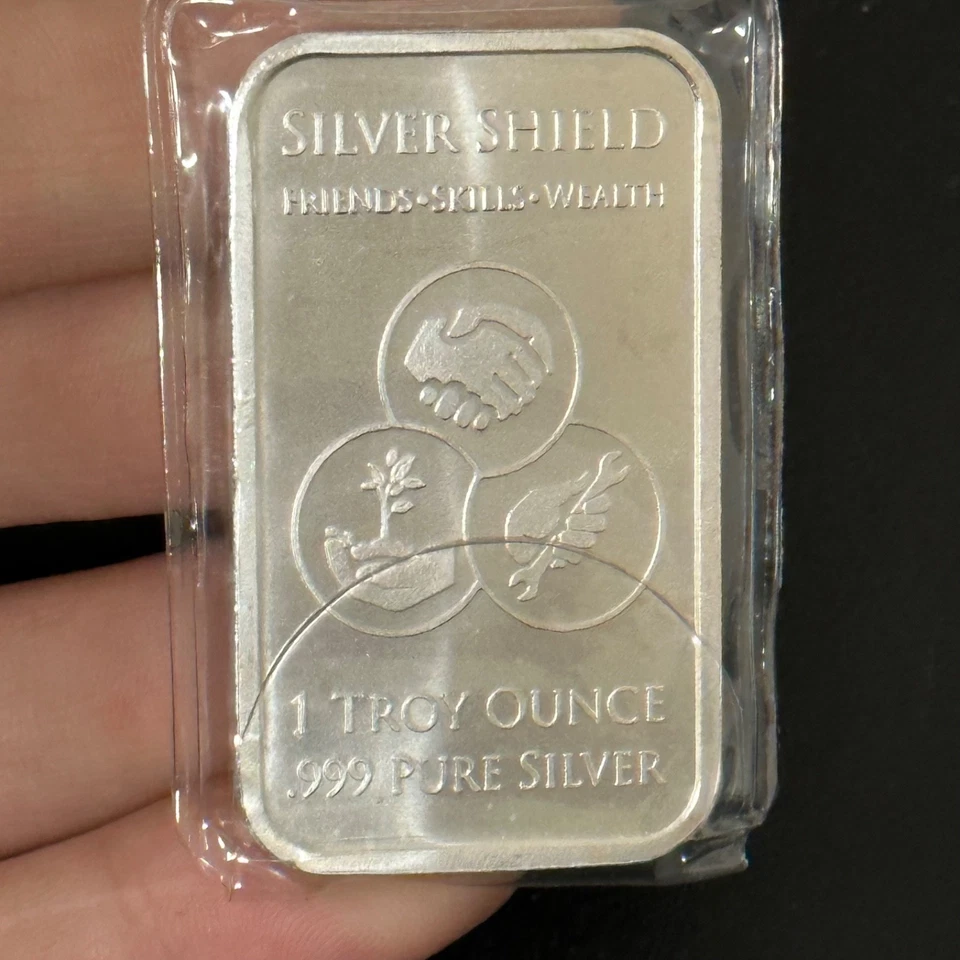 SILVER SHIELD
FRIENDS • SKILLS • WEALTH
1 TROY OUNCE
.999 PURE SILVER